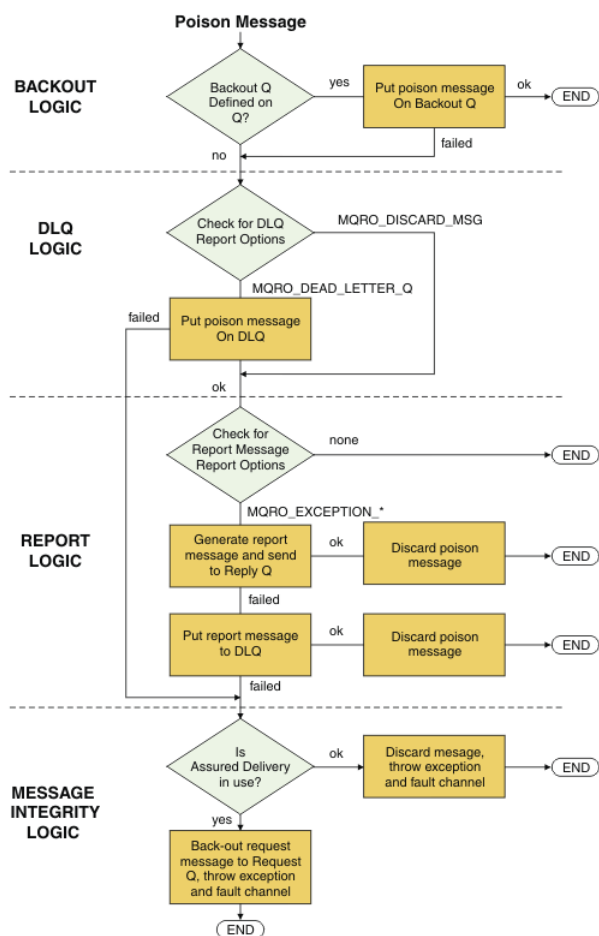 Poison Message
BACKOUT
LOGIC
Backout Q
Defined on
Q?
yes
Put poison message
On Backout Q
ok
END
failed
no
DLQ
LOGIC
Check for DLQ
Report Options
MQRO_DISCARD_MSG
MQRO_DEAD_LETTER_Q
failed
Put poison message
On DLQ
ok
REPORT
LOGIC
Check for
Report Message
Report Options
none
END
MQRO_EXCEPTION_*
Generate report
message and send
to Reply Q
ok
Discard poison
message
END
failed
Put report message
to DLQ
ok
Discard poison
message
END
failed
MESSAGE
INTEGRITY
LOGIC
Is
Assured Delivery
in use?
ok
Discard mesage,
throw exception
and fault channel
END
yes
Back-out request
message to Request
Q, throw exception
and fault channel
END